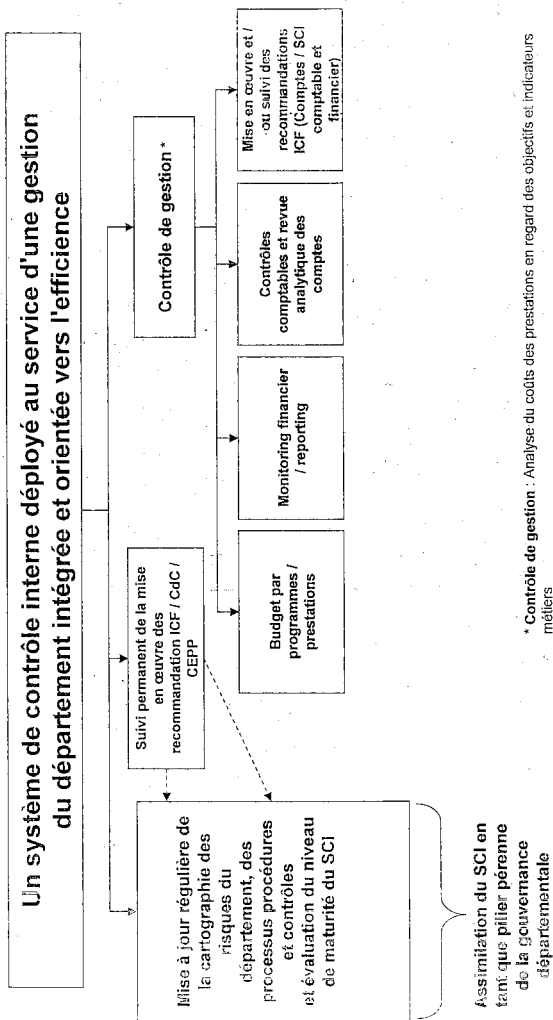 Un système de contrôle interne déployé au service d'une gestion
du département intégrée et orientée vers l'efficience
Mise à jour régulière de
la cartographie des
risques du
département, des
processus procédures
et contrôles
et évaluation du niveau
de maturité du SCI
Suivi permanent de la mise
en œuvre des
recommandation ICF / CdC /
CEPP
Contrôle de gestion *
Budget par
programmes /
prestations
Monitoring financier
/ reporting
Contrôles
comptables et revue
analytique des
comptes
Mise en œuvre et /
ou suivi des
recommandations
ICF (Comptes / SCI
comptable et
financier)
Assimilation du SCI en
tant que pilier pérenne
de la gouvernance
départementale
* Contrôle de gestion : Analyse du coûts des prestations en regard des objectifs et indicateurs
métiers